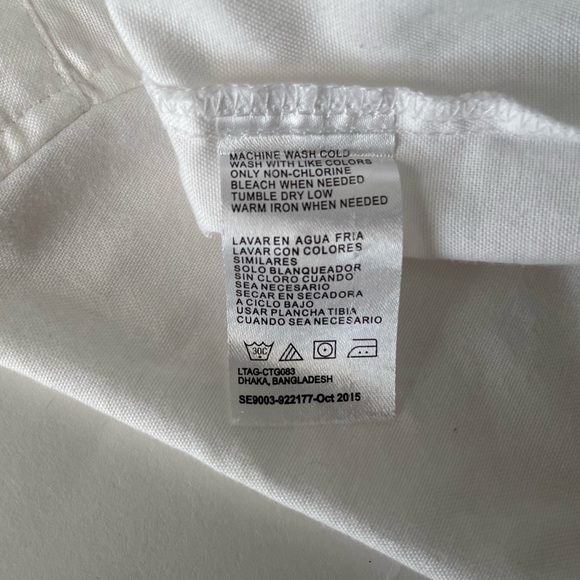 MACHINE WASH COLD
WASH WITH LIKE COLORS
ONLY NON-CHLORINE
BLEACH WHEN NEEDED
TUMBLE DRY LOW
WARM IRON WHEN NEEDED
LAVAR EN AGUA FRIA
LAVAR CON COLORES
SIMILARES
SOLO BLANQUEADOR
SIN CLORO CUANDO
SEA NECESARIO
SECAR EN SECADORA
A CICLO BAJO
USAR PLANCHA TIBIA
CUANDO SEA NECESARIO
30C
LTAG-CTG083
DHAKA, BANGLADESH
SE9003-922177-Oct 2015